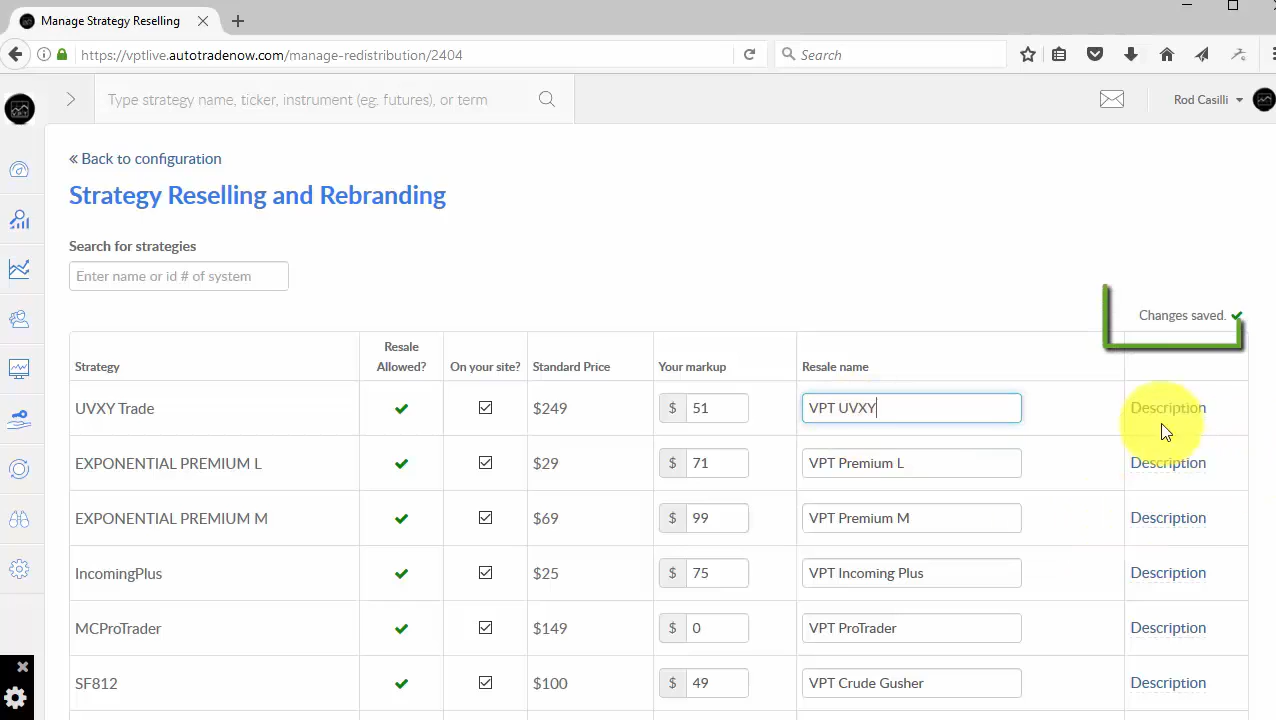 Manage Strategy Reselling
https://vptlive.autotradenow.com/manage-redistribution/2404
Search
VPT
Type strategy name, ticker, instrument (eg: futures), or term
Rod Casilli
« Back to configuration
Strategy Reselling and Rebranding
Search for strategies
Enter name or id # of system
Changes saved.
Strategy Resale Allowed? On your site? Standard Price Your markup Resale name
UVXY Trade $249 $ 51 VPT UVXY Description
EXPONENTIAL PREMIUM L $29 $ 71 VPT Premium L Description
EXPONENTIAL PREMIUM M $69 $ 99 VPT Premium M Description
IncomingPlus $25 $ 75 VPT Incoming Plus Description
MCProTrader $149 $ 0 VPT ProTrader Description
SF812 $100 $ 49 VPT Crude Gusher Description